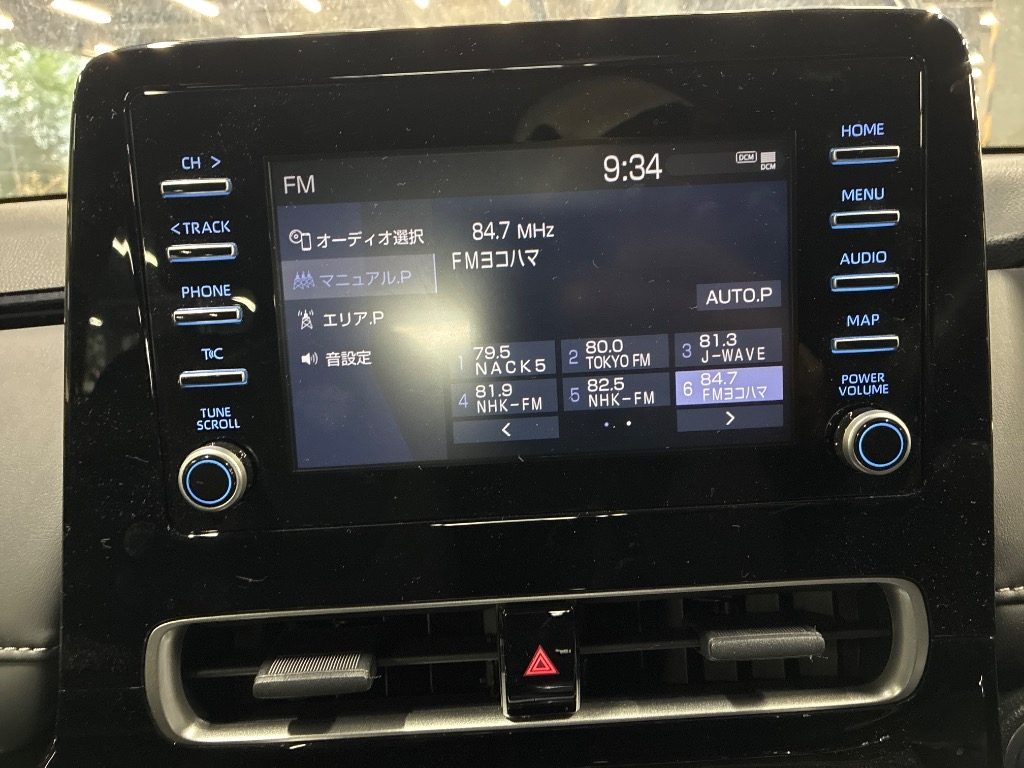 CH >
< TRACK
PHONE
TUNE
SCROLL
FM
9:34
DCM
DCM
オーディオ選択
マニュアル.P
エリア.P
音設定
84.7 MHz
FMヨコハマ
AUTO.P
1 79.5 NACK5
2 80.0 TOKYO FM
3 81.3 J-WAVE
4 81.9 NHK-FM
5 82.5 NHK-FM
6 84.7 FMヨコハマ
<
>
HOME
MENU
AUDIO
MAP
POWER
VOLUME